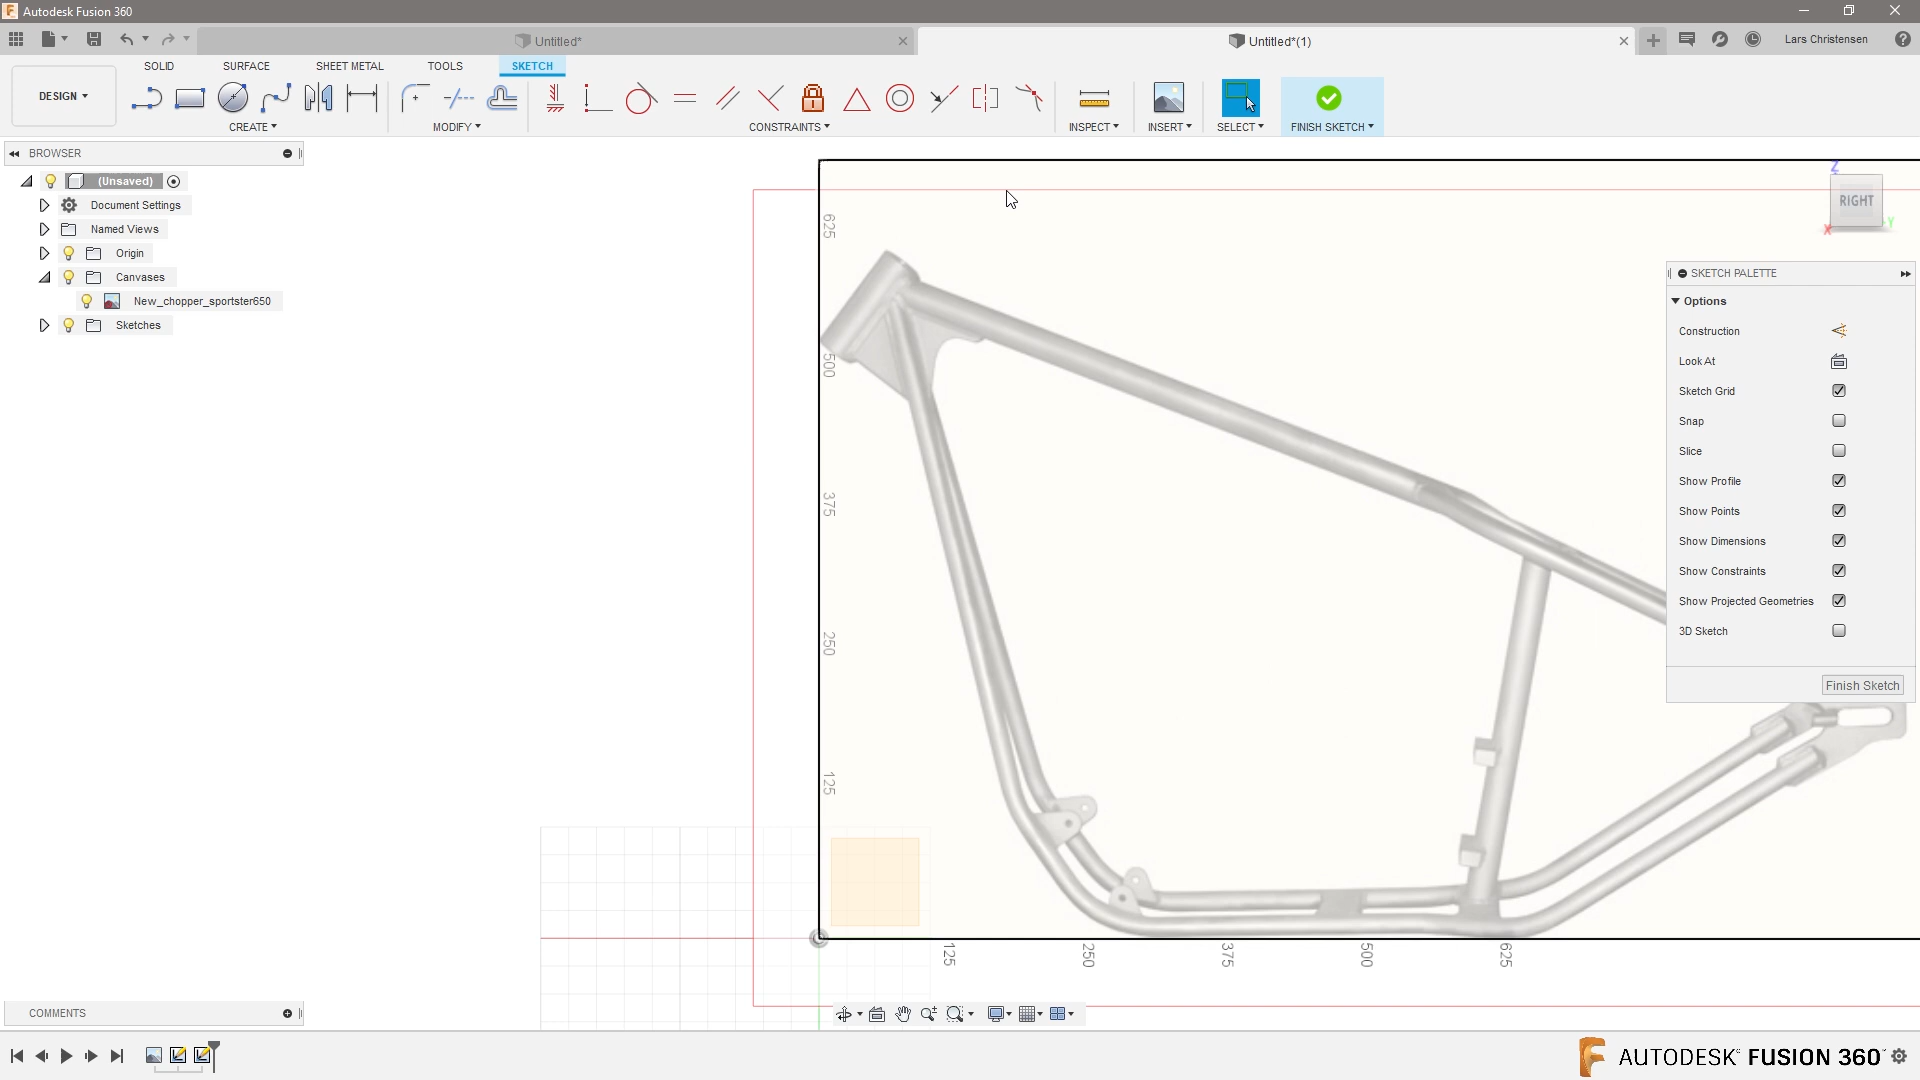 Autodesk Fusion 360
Untitled*
Untitled*(1)
Lars Christensen
SOLID
SURFACE
SHEET METAL
TOOLS
SKETCH
DESIGN
CREATE
MODIFY
CONSTRAINTS
INSPECT
INSERT
SELECT
FINISH SKETCH
BROWSER
(Unsaved)
Document Settings
Named Views
Origin
Canvases
New_chopper_sportster650
Sketches
Z
RIGHT
X
Y
625
500
375
250
125
125
250
375
500
625
SKETCH PALETTE
Options
Construction
Look At
Sketch Grid
Snap
Slice
Show Profile
Show Points
Show Dimensions
Show Constraints
Show Projected Geometries
3D Sketch
Finish Sketch
COMMENTS
AUTODESK FUSION 360